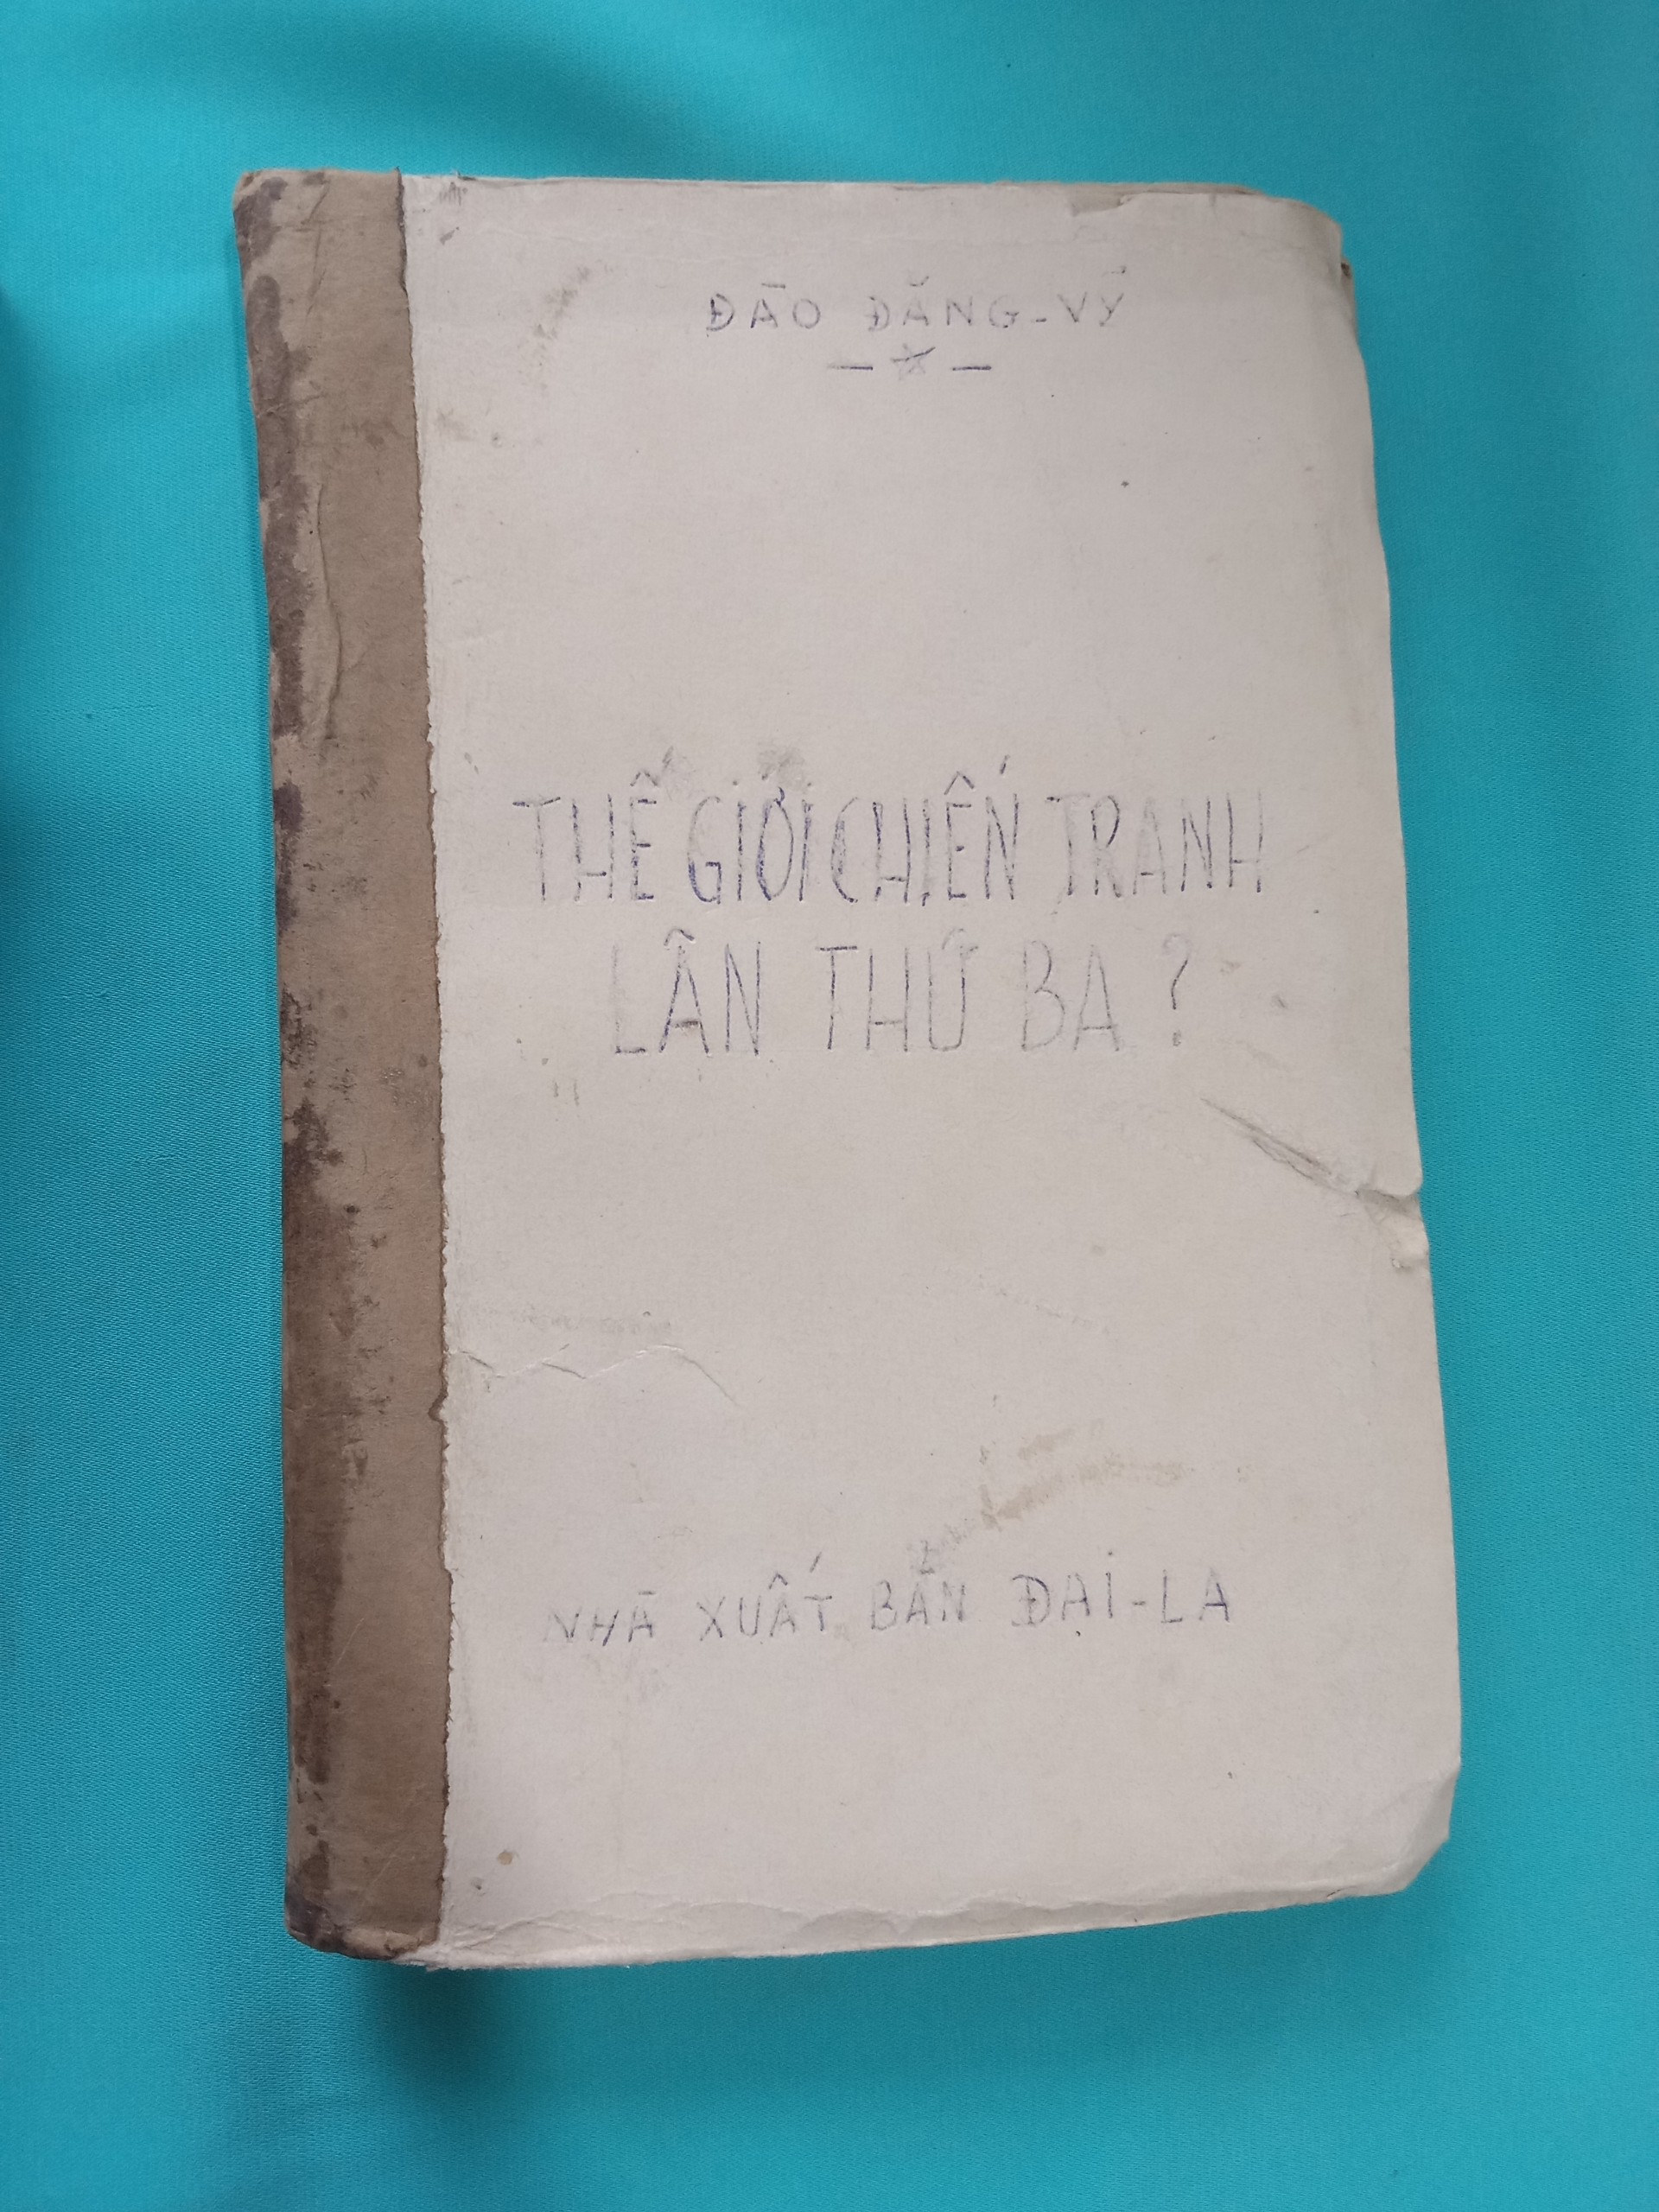 ĐÀO ĐĂNG-VỸ
THẾ GIỚI CHIẾN TRANH
LẦN THỨ BA ?
NHÀ XUẤT BẢN ĐẠI-LA